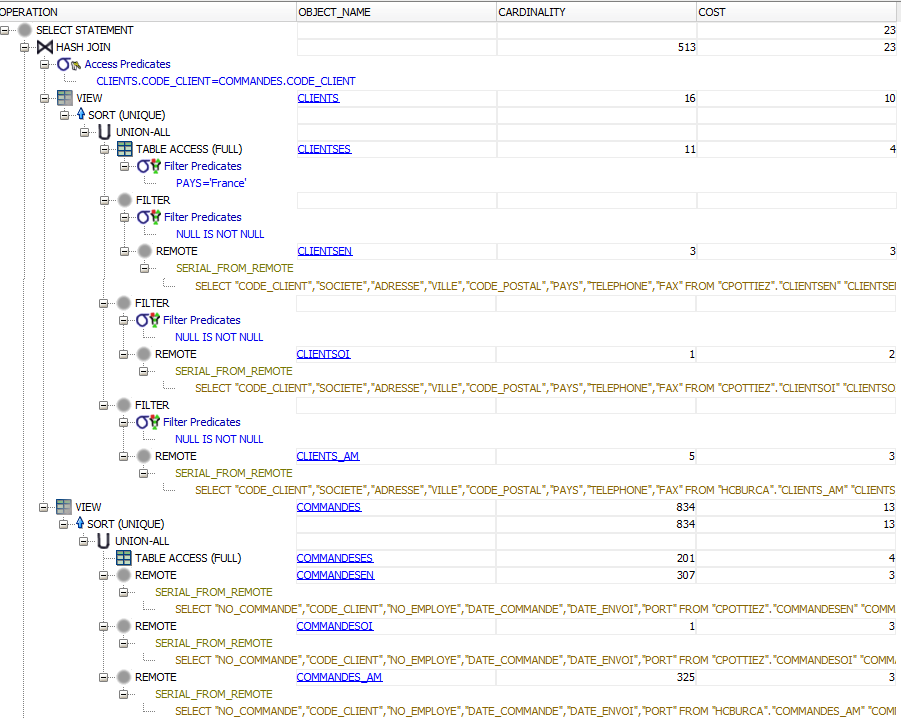 OPERATION OBJECT_NAME CARDINALITY COST
SELECT STATEMENT 23
HASH JOIN 513 23
Access Predicates
CLIENTS.CODE_CLIENT=COMMANDES.CODE_CLIENT
VIEW CLIENTS 16 10
SORT (UNIQUE)
UNION-ALL
TABLE ACCESS (FULL) CLIENTSES 11 4
Filter Predicates
PAYS='France'
FILTER
Filter Predicates
NULL IS NOT NULL
REMOTE CLIENTSEN 3 3
SERIAL_FROM_REMOTE
SELECT "CODE_CLIENT","SOCIETE","ADRESSE","VILLE","CODE_POSTAL","PAYS","TELEPHONE","FAX" FROM "CPOTTIEZ"."CLIENTSEN" "CLIENTSEN
FILTER
Filter Predicates
NULL IS NOT NULL
REMOTE CLIENTSOI 1 2
SERIAL_FROM_REMOTE
SELECT "CODE_CLIENT","SOCIETE","ADRESSE","VILLE","CODE_POSTAL","PAYS","TELEPHONE","FAX" FROM "CPOTTIEZ"."CLIENTSOI" "CLIENTSO
FILTER
Filter Predicates
NULL IS NOT NULL
REMOTE CLIENTS_AM 5 3
SERIAL_FROM_REMOTE
SELECT "CODE_CLIENT","SOCIETE","ADRESSE","VILLE","CODE_POSTAL","PAYS","TELEPHONE","FAX" FROM "HCBURCA"."CLIENTS_AM" "CLIENTS
VIEW COMMANDES 834 13
SORT (UNIQUE) 834 13
UNION-ALL
TABLE ACCESS (FULL) COMMANDESES 201 4
REMOTE COMMANDESEN 307 3
SERIAL_FROM_REMOTE
SELECT "NO_COMMANDE","CODE_CLIENT","NO_EMPLOYE","DATE_COMMANDE","DATE_ENVOI","PORT" FROM "CPOTTIEZ"."COMMANDESEN" "COMM
REMOTE COMMANDESOI 1 3
SERIAL_FROM_REMOTE
SELECT "NO_COMMANDE","CODE_CLIENT","NO_EMPLOYE","DATE_COMMANDE","DATE_ENVOI","PORT" FROM "CPOTTIEZ"."COMMANDESOI" "COMMA
REMOTE COMMANDES_AM 325 3
SERIAL_FROM_REMOTE
SELECT "NO_COMMANDE","CODE_CLIENT","NO_EMPLOYE","DATE_COMMANDE","DATE_ENVOI","PORT" FROM "HCBURCA"."COMMANDES_AM" "COM